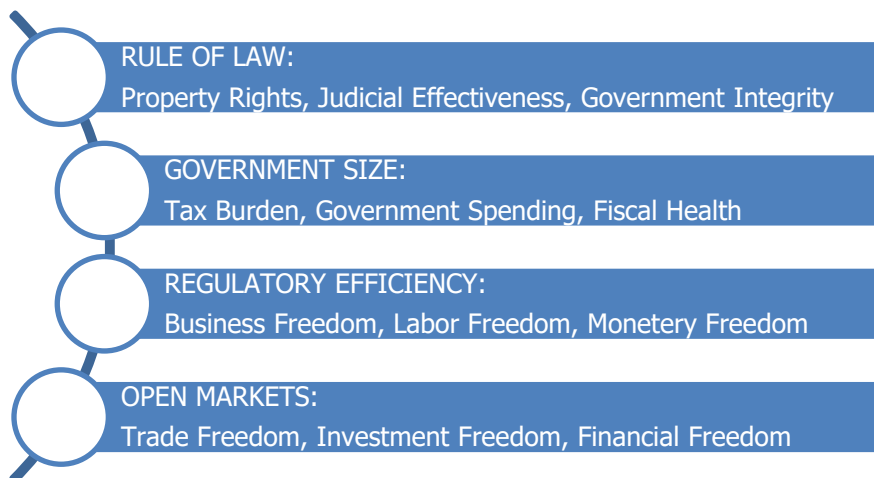 RULE OF LAW:
Property Rights, Judicial Effectiveness, Government Integrity
GOVERNMENT SIZE:
Tax Burden, Government Spending, Fiscal Health
REGULATORY EFFICIENCY:
Business Freedom, Labor Freedom, Monetery Freedom
OPEN MARKETS:
Trade Freedom, Investment Freedom, Financial Freedom